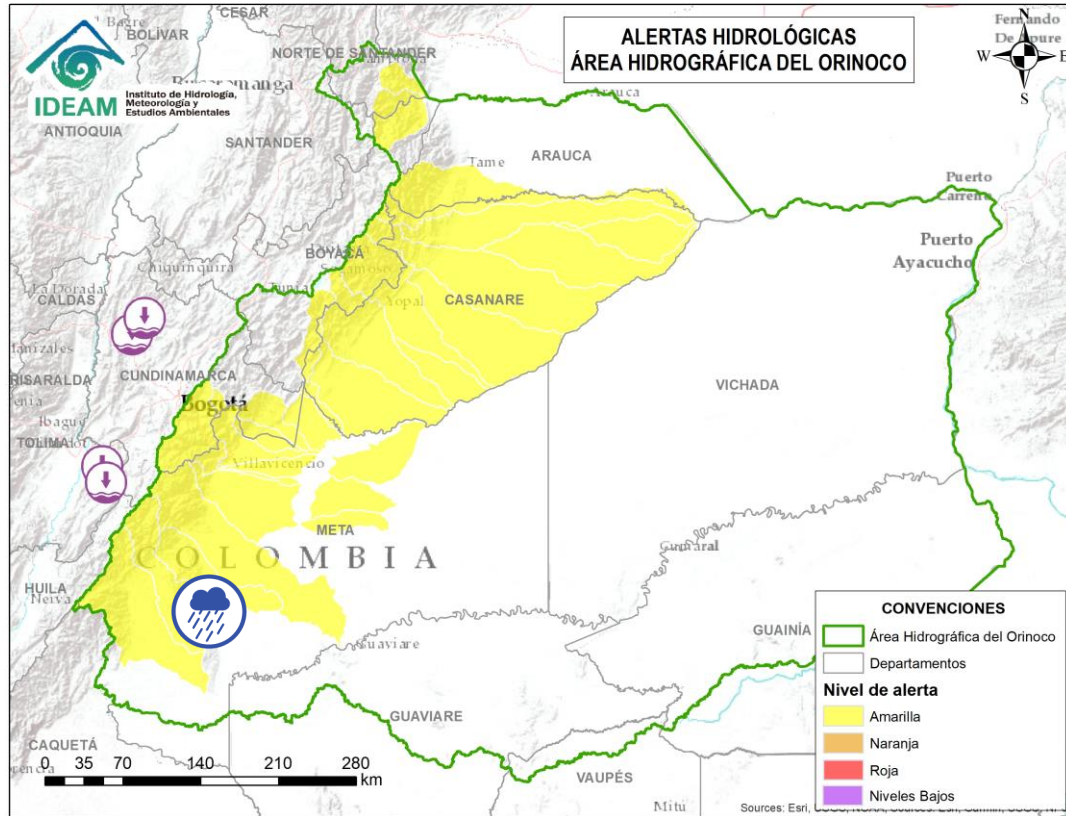 ALERTAS HIDROLÓGICAS
ÁREA HIDROGRÁFICA DEL ORINOCO
N
W
E
S
IDEAM
Instituto de Hidrología,
Meteorología y
Estudios Ambientales
CESAR
BOLÍVAR
NORTE DE SANTANDER
Fernando
De Apure
ANTIOQUIA
SANTANDER
Arauca
ARAUCA
Tame
Puerto
Carreño
Puerto
Ayacucho
BOYACÁ
Chiquinquirá
Tunja
La Dorada
CALDAS
Yopal
CASANARE
RISARALDA
CUNDINAMARCA
VICHADA
Bogotá
Ibagué
TOLIMA
Villavicencio
META
COLOMBIA
Cumaral
HUILA
Neiva
Guaviare
GUAINÍA
GUAVIARE
CAQUETÁ
VAUPÉS
Mitú
0 35 70 140 210 280
km
CONVENCIONES
Área Hidrográfica del Orinoco
Departamentos
Nivel de alerta
Amarilla
Naranja
Roja
Niveles Bajos
Sources: Esri,